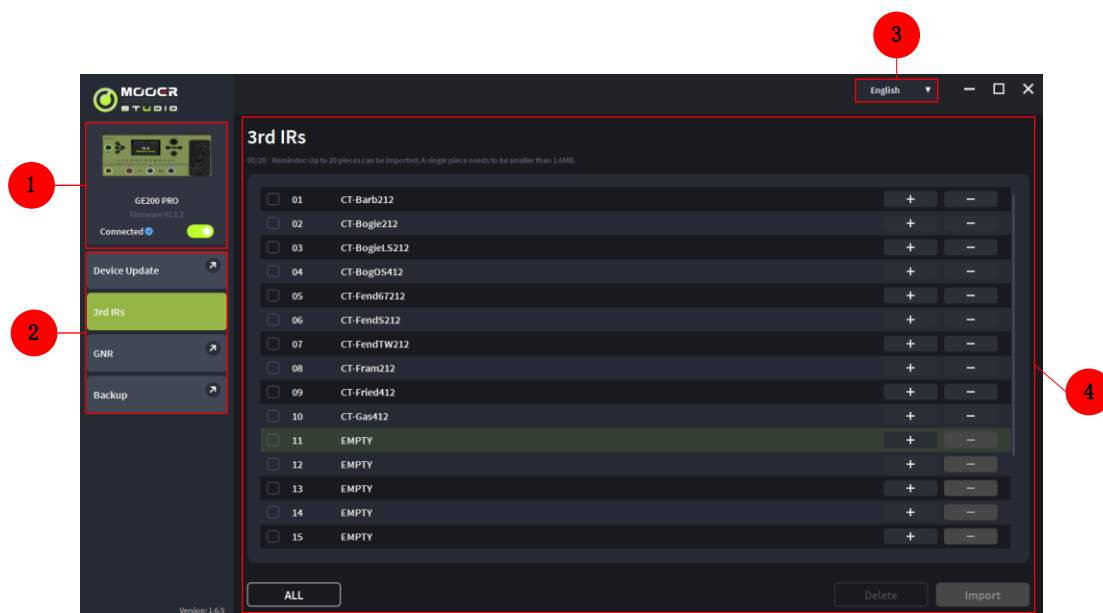 3
MOOER
STUDIO
English ▼
1
GE200 PRO
Firmware V1.1.2
Connected
2
Device Update
3rd IRs
GNR
Backup
Version: 1.6.5
3rd IRs
00/20 Reminder: Up to 20 pieces can be imported; A single piece needs to be smaller than 1.6MB.
01 CT-Barb212 + −
02 CT-Bogie212 + −
03 CT-BogieLS212 + −
04 CT-BogOS412 + −
05 CT-Fend67212 + −
06 CT-FendS212 + −
07 CT-FendTW212 + −
08 CT-Fram212 + −
09 CT-Fried412 + −
10 CT-Gas412 + −
11 EMPTY + −
12 EMPTY + −
13 EMPTY + −
14 EMPTY + −
15 EMPTY + −
ALL
Delete
Import
4